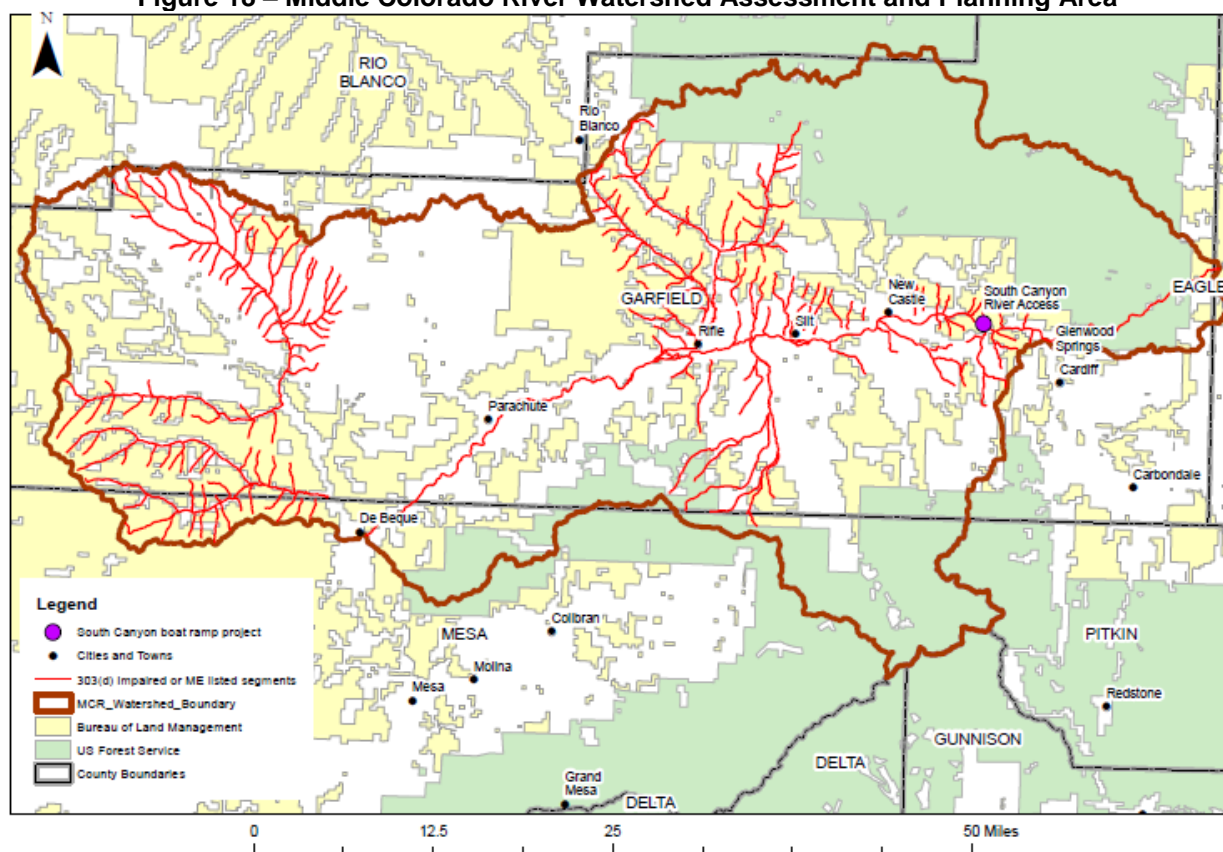 Figure 18 – Middle Colorado River Watershed Assessment and Planning Area
N
RIO
BLANCO
Rio
Blanco
EAGLE
GARFIELD
New
Castle
South Canyon
River Access
Rifle
Silt
Glenwood
Springs
Cardiff
Parachute
Carbondale
De Beque
Legend
South Canyon boat ramp project
Cities and Towns
303(d) Impaired or ME listed segments
MCR_Watershed_Boundary
Bureau of Land Management
US Forest Service
County Boundaries
Collbran
MESA
Molina
Mesa
PITKIN
Redstone
GUNNISON
DELTA
Grand
Mesa
DELTA
0 12.5 25 50 Miles